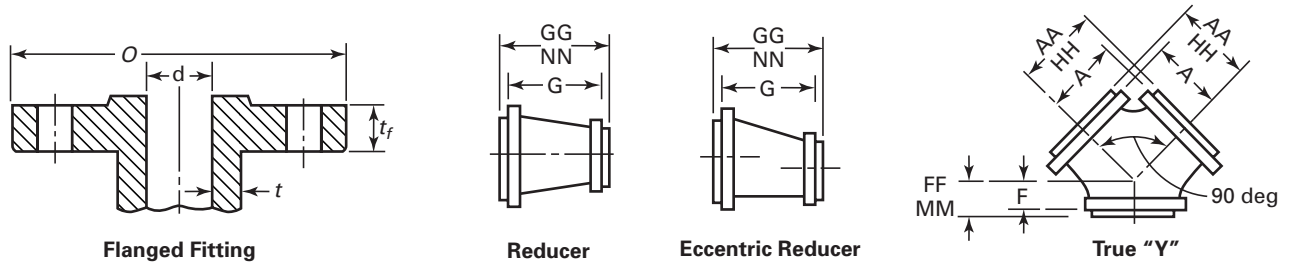 O
d
t_f
t
Flanged Fitting
GG
NN
G
Reducer
GG
NN
G
Eccentric Reducer
AA
HH
A
AA
HH
A
FF
MM
F
90 deg
True “Y”